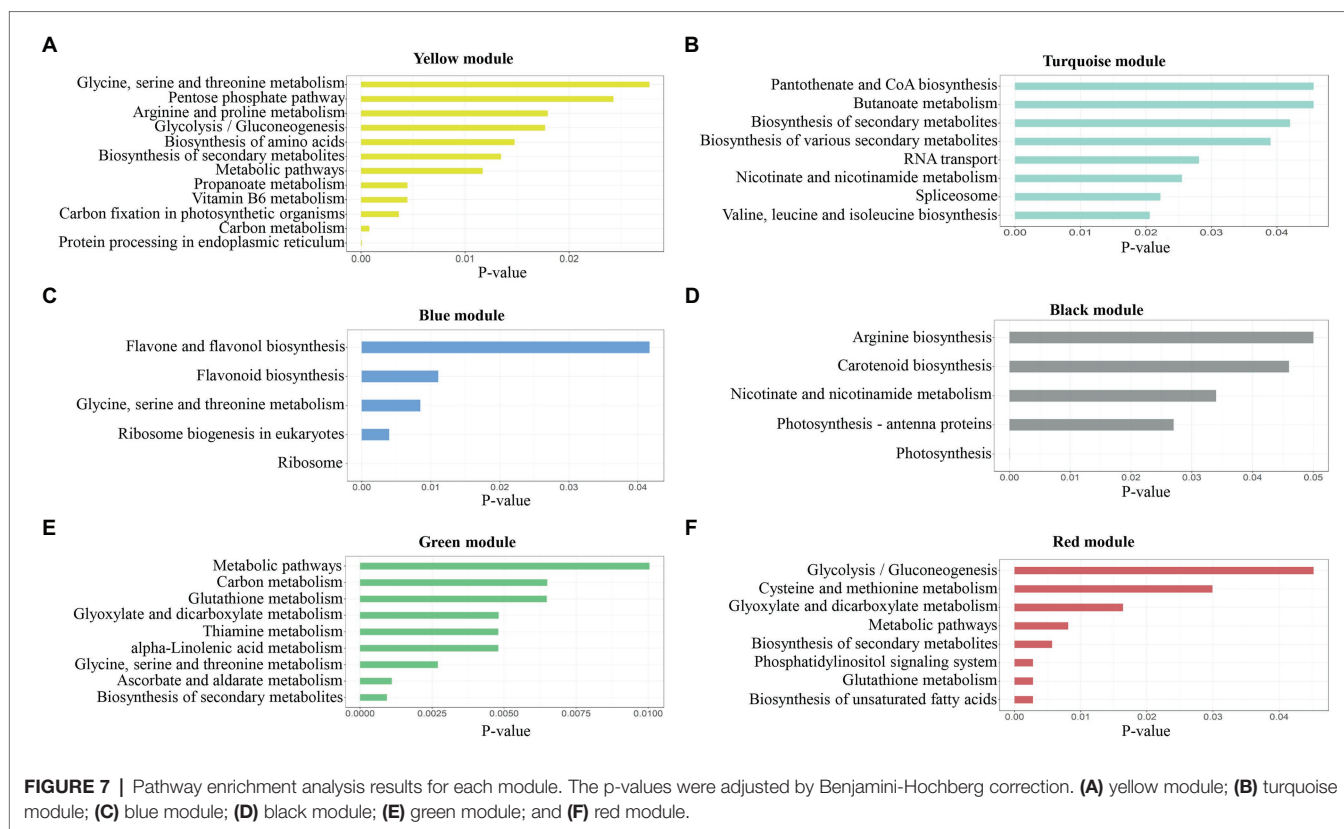 A
Yellow module
Glycine, serine and threonine metabolism
Pentose phosphate pathway
Arginine and proline metabolism
Glycolysis / Gluconeogenesis
Biosynthesis of amino acids
Biosynthesis of secondary metabolites
Metabolic pathways
Propanoate metabolism
Vitamin B6 metabolism
Carbon fixation in photosynthetic organisms
Carbon metabolism
Protein processing in endoplasmic reticulum
0.00 0.01 0.02
P-value
B
Turquoise module
Pantothenate and CoA biosynthesis
Butanoate metabolism
Biosynthesis of secondary metabolites
Biosynthesis of various secondary metabolites
RNA transport
Nicotinate and nicotinamide metabolism
Spliceosome
Valine, leucine and isoleucine biosynthesis
0.00 0.01 0.02 0.03 0.04
P-value
C
Blue module
Flavone and flavonol biosynthesis
Flavonoid biosynthesis
Glycine, serine and threonine metabolism
Ribosome biogenesis in eukaryotes
Ribosome
0.00 0.01 0.02 0.03 0.04
P-value
D
Black module
Arginine biosynthesis
Carotenoid biosynthesis
Nicotinate and nicotinamide metabolism
Photosynthesis - antenna proteins
Photosynthesis
0.00 0.01 0.02 0.03 0.04 0.05
P-value
E
Green module
Metabolic pathways
Carbon metabolism
Glutathione metabolism
Glyoxylate and dicarboxylate metabolism
Thiamine metabolism
alpha-Linolenic acid metabolism
Glycine, serine and threonine metabolism
Ascorbate and aldarate metabolism
Biosynthesis of secondary metabolites
0.0000 0.0025 0.0050 0.0075 0.0100
P-value
F
Red module
Glycolysis / Gluconeogenesis
Cysteine and methionine metabolism
Glyoxylate and dicarboxylate metabolism
Metabolic pathways
Biosynthesis of secondary metabolites
Phosphatidylinositol signaling system
Glutathione metabolism
Biosynthesis of unsaturated fatty acids
0.00 0.01 0.02 0.03 0.04
P-value
FIGURE 7 | Pathway enrichment analysis results for each module. The p-values were adjusted by Benjamini-Hochberg correction. (A) yellow module; (B) turquoise
module; (C) blue module; (D) black module; (E) green module; and (F) red module.